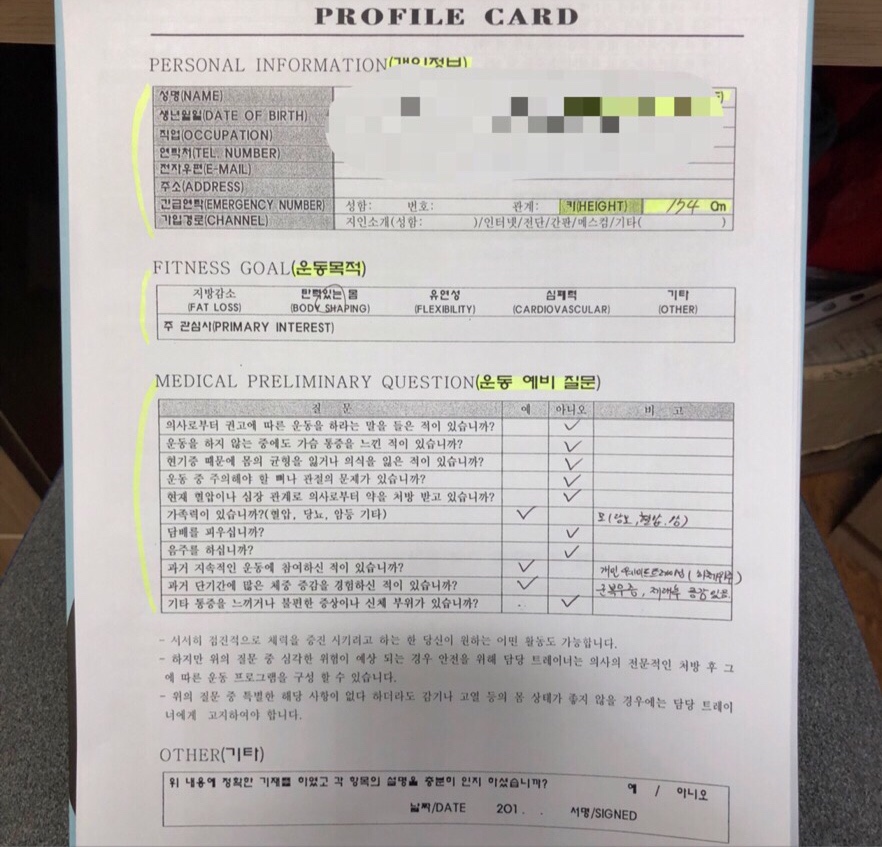 PROFILE CARD
PERSONAL INFORMATION(개인정보)
성명(NAME)
생년일일(DATE OF BIRTH)
직업(OCCUPATION)
연락처(TEL. NUMBER)
전자우편(E-MAIL)
주소(ADDRESS)
긴급연락(EMERGENCY NUMBER) 성함: 번호: 관계: 키(HEIGHT) 174 Cm
가입경로(CHANNEL) 지인소개(성함: )/인터넷/전단/간판/매스컴/기타( )
FITNESS GOAL(운동목적)
지방감소 탄력있는 몸 유연성 심폐력 기타
(FAT LOSS) (BODY SHAPING) (FLEXIBILITY) (CARDIOVASCULAR) (OTHER)
주 관심사(PRIMARY INTEREST)
MEDICAL PRELIMINARY QUESTION(운동 예비 질문)
질 문 예 아니오 비 고
의사로부터 권고에 따른 운동을 하라는 말을 들은 적이 있습니까?
운동을 하지 않는 중에도 가슴 통증을 느낀 적이 있습니까?
현기증 때문에 몸의 균형을 잃거나 의식을 잃은 적이 있습니까?
운동 중 주의해야 할 뼈나 관절의 문제가 있습니까?
현재 혈압이나 심장 관계로 의사로부터 약을 처방 받고 있습니까?
가족력이 있습니까?(혈압, 당뇨, 암등 기타) 모(당뇨, 혈압
담배를 피우십니까?
음주를 하십니까?
과거 지속적인 운동에 참여하신 적이 있습니까? 개인 웨이트트레이닝
과거 단기간에 많은 체중 증감을 경험하신 적이 있습니까? 군복무중, 제대후 증감있음
기타 통증을 느끼거나 불편한 증상이나 신체 부위가 있습니까?
- 서서히 점진적으로 체력을 증진 시키려고 하는 한 당신이 원하는 어떤 활동도 가능합니다.
- 하지만 위의 질문 중 심각한 위험이 예상 되는 경우 안전을 위해 담당 트레이너는 의사의 전문적인 처방 후 그
에 따른 운동 프로그램을 구성 할 수 있습니다.
- 위의 질문 중 특별한 해당 사항이 없다 하더라도 감기나 고열 등의 몸 상태가 좋지 않을 경우에는 담당 트레이
너에게 고지하여야 합니다.
OTHER(기타)
위 내용에 정확한 기재를 하였고 각 항목의 설명을 충분히 인지 하셨습니까? 예 / 아니오
날짜/DATE 201 . . 서명/SIGNED